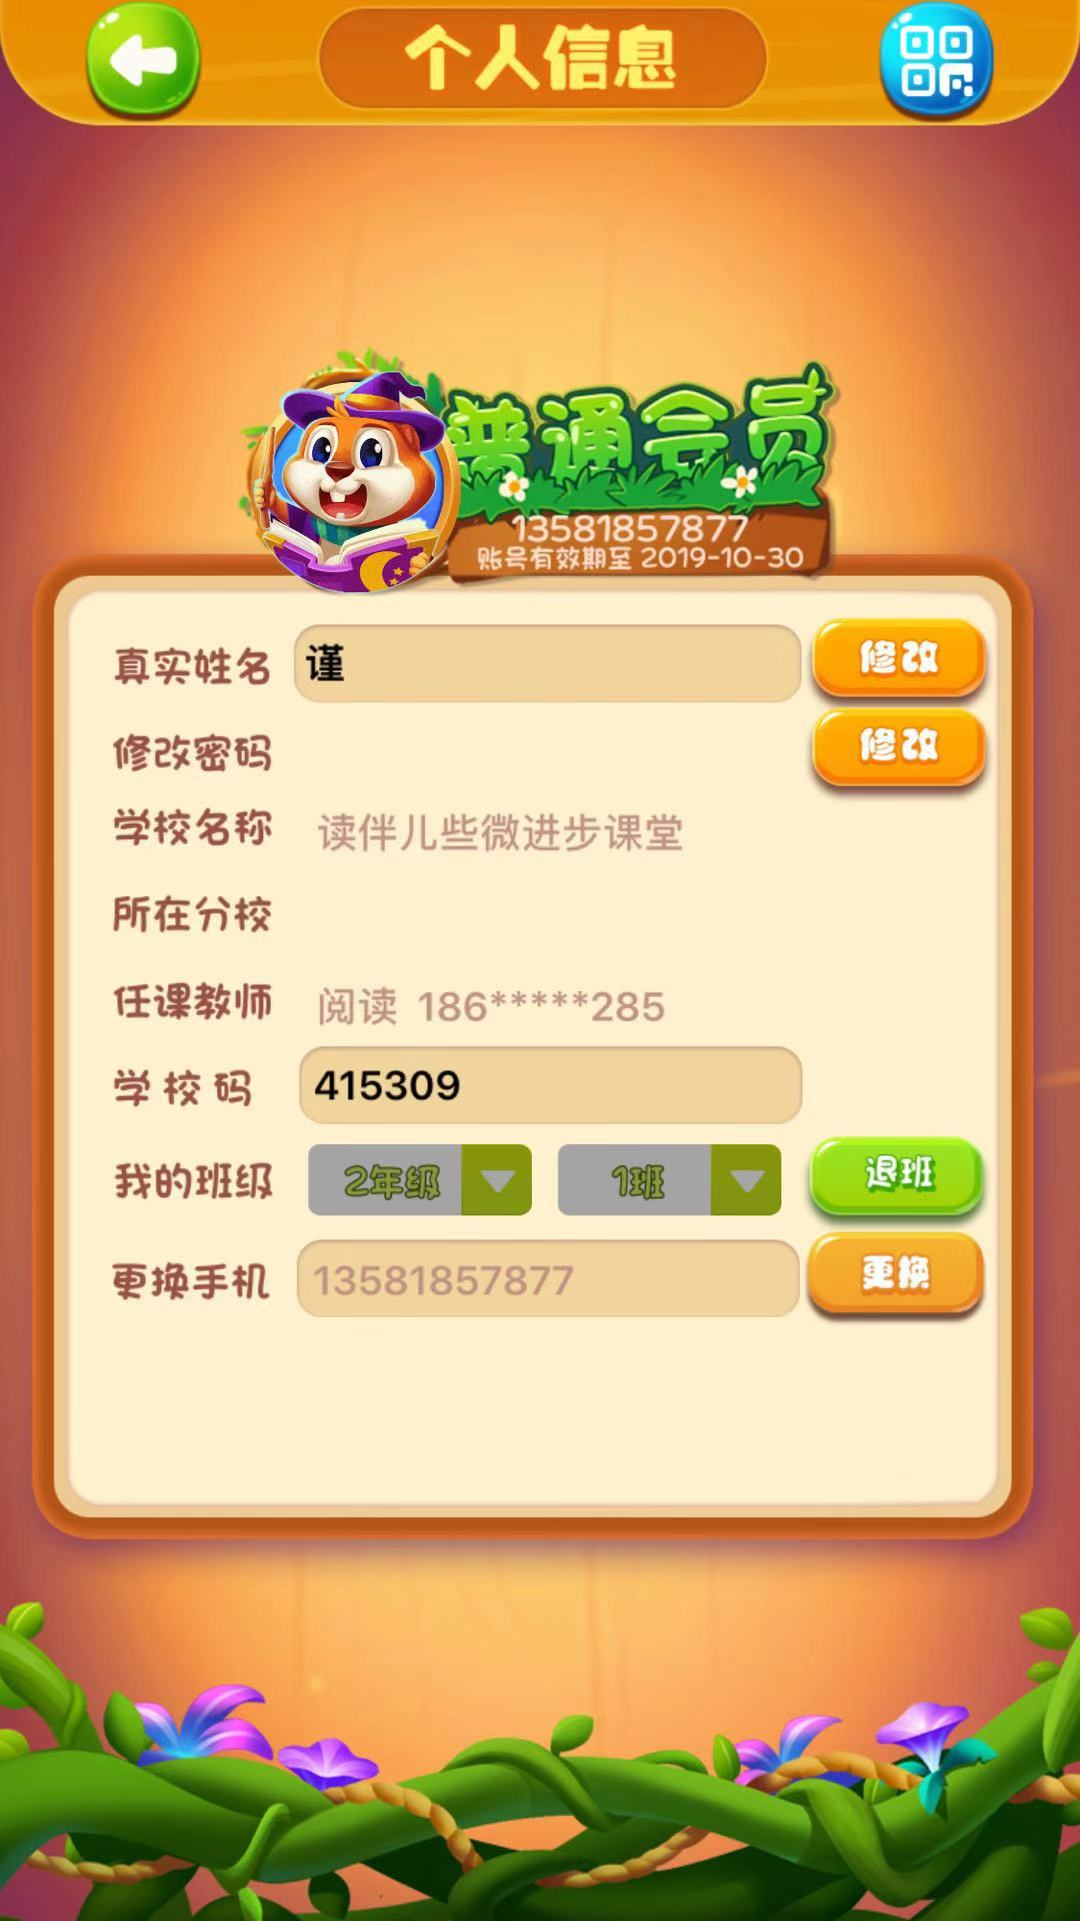 个人信息
普通会员
13581857877
账号有效期至 2019-10-30
真实姓名 谨 修改
修改密码 修改
学校名称 读伴儿些微进步课堂
所在分校
任课教师 阅读 186*****285
学校码 415309
我的班级 2年级 1班 退班
更换手机 13581857877 更换